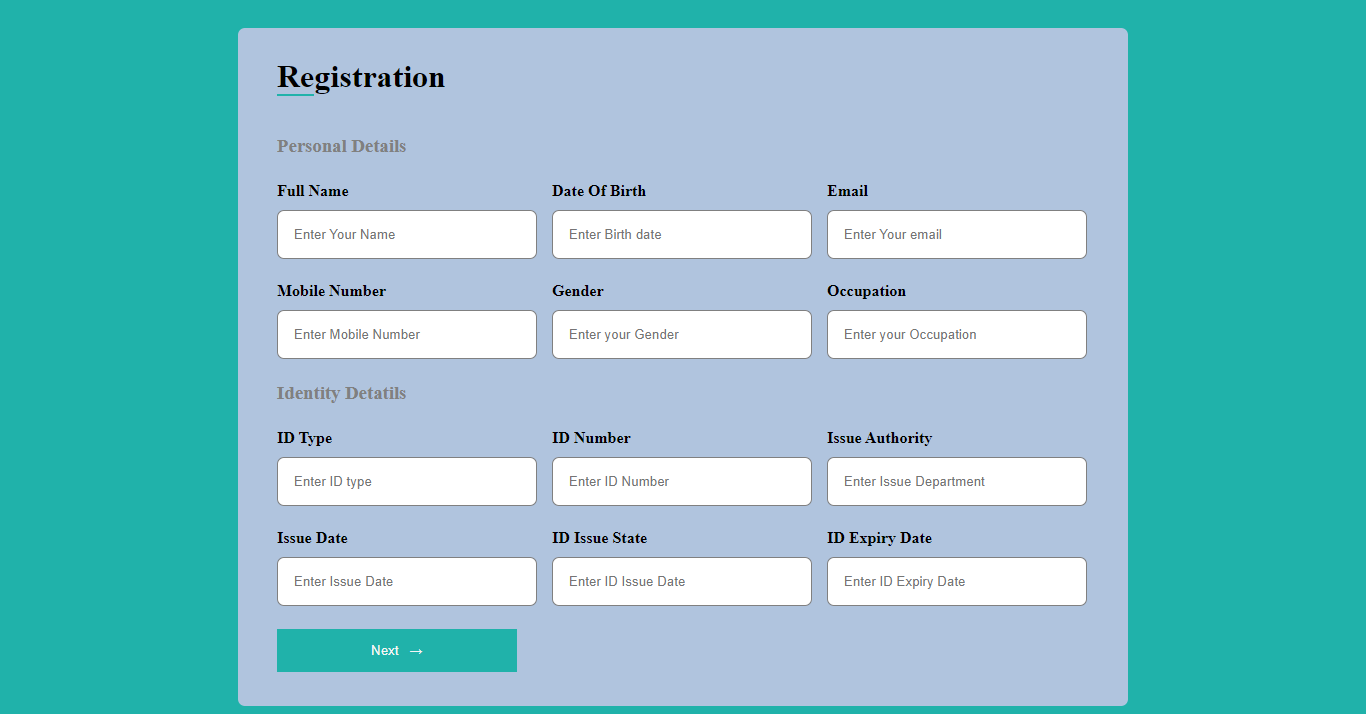 Registration
Personal Details
Full Name Date Of Birth Email
Enter Your Name Enter Birth date Enter Your email
Mobile Number Gender Occupation
Enter Mobile Number Enter your Gender Enter your Occupation
Identity Detatils
ID Type ID Number Issue Authority
Enter ID type Enter ID Number Enter Issue Department
Issue Date ID Issue State ID Expiry Date
Enter Issue Date Enter ID Issue Date Enter ID Expiry Date
Next →